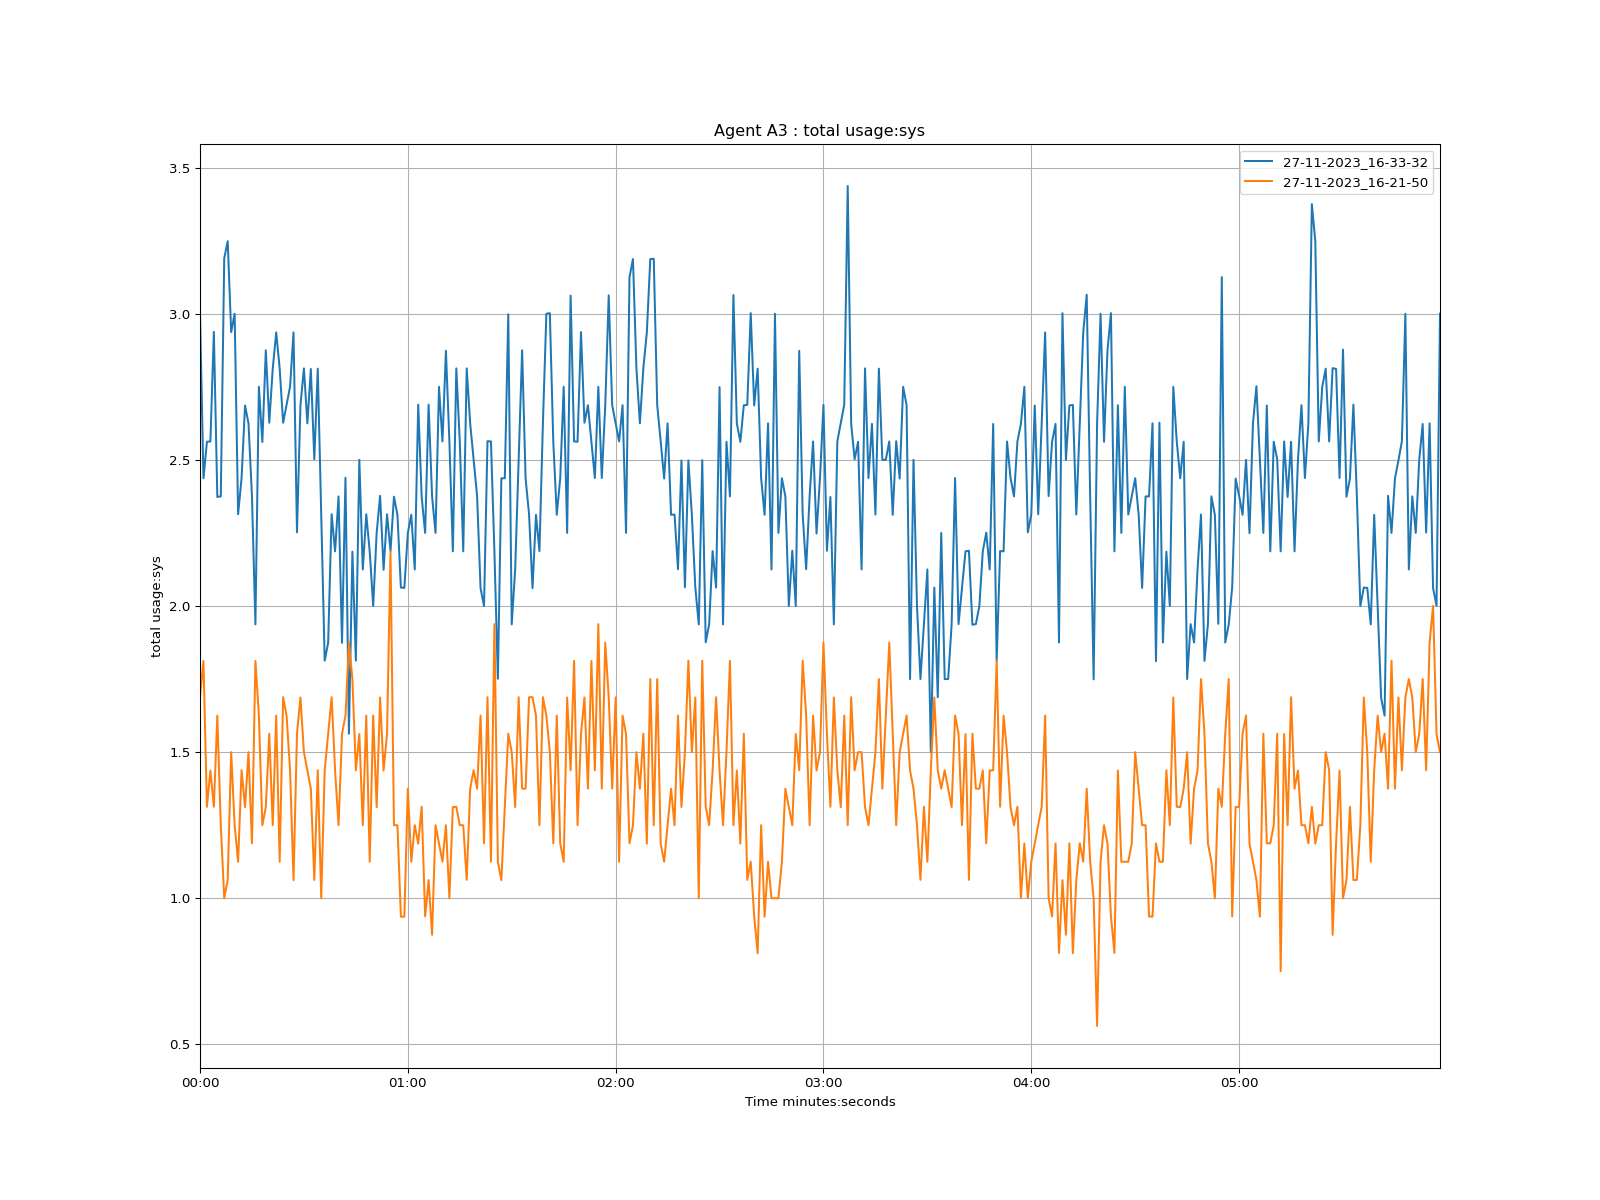 Agent A3 : total usage:sys
27-11-2023_16-33-32
27-11-2023_16-21-50
3.5
3.0
2.5
2.0
1.5
1.0
0.5
total usage:sys
00:00 01:00 02:00 03:00 04:00 05:00
Time minutes:seconds